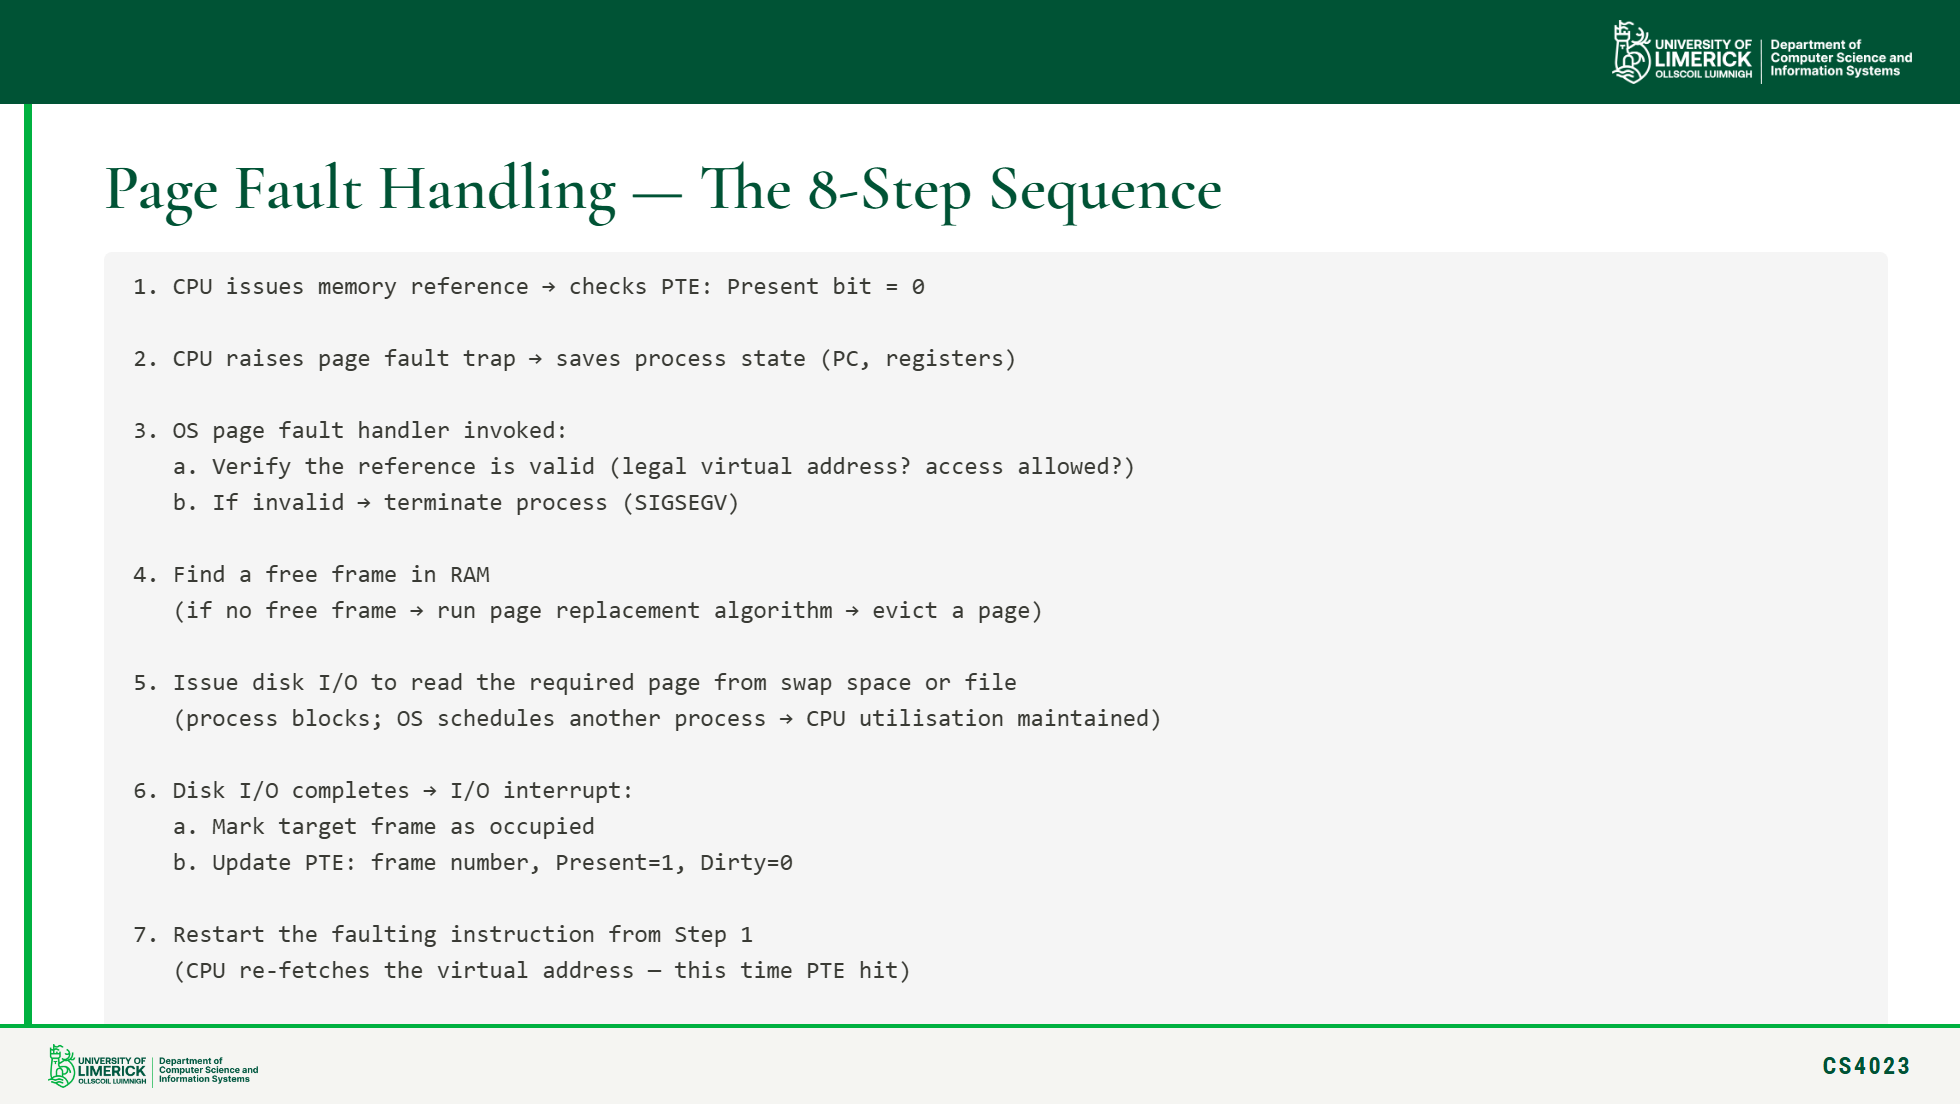 UNIVERSITY OF
LIMERICK
OLLSCOIL LUIMNIGH
Department of
Computer Science and
Information Systems
Page Fault Handling — The 8-Step Sequence
1. CPU issues memory reference → checks PTE: Present bit = 0
2. CPU raises page fault trap → saves process state (PC, registers)
3. OS page fault handler invoked:
a. Verify the reference is valid (legal virtual address? access allowed?)
b. If invalid → terminate process (SIGSEGV)
4. Find a free frame in RAM
(if no free frame → run page replacement algorithm → evict a page)
5. Issue disk I/O to read the required page from swap space or file
(process blocks; OS schedules another process → CPU utilisation maintained)
6. Disk I/O completes → I/O interrupt:
a. Mark target frame as occupied
b. Update PTE: frame number, Present=1, Dirty=0
7. Restart the faulting instruction from Step 1
(CPU re-fetches the virtual address — this time PTE hit)
UNIVERSITY OF
LIMERICK
OLLSCOIL LUIMNIGH
Department of
Computer Science and
Information Systems
CS4023